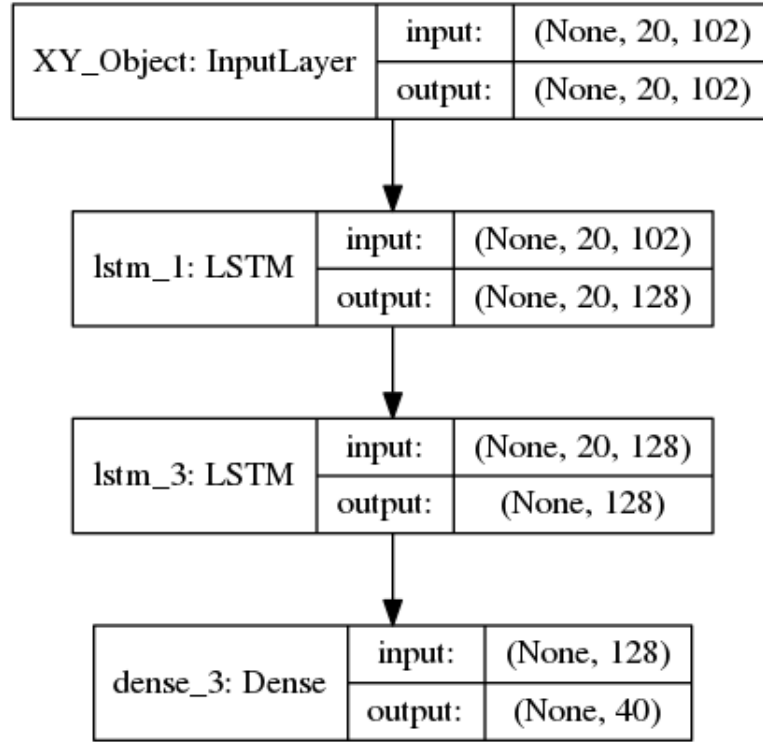 XY_Object: InputLayer
input: (None, 20, 102)
output: (None, 20, 102)
lstm_1: LSTM
input: (None, 20, 102)
output: (None, 20, 128)
lstm_3: LSTM
input: (None, 20, 128)
output: (None, 128)
dense_3: Dense
input: (None, 128)
output: (None, 40)